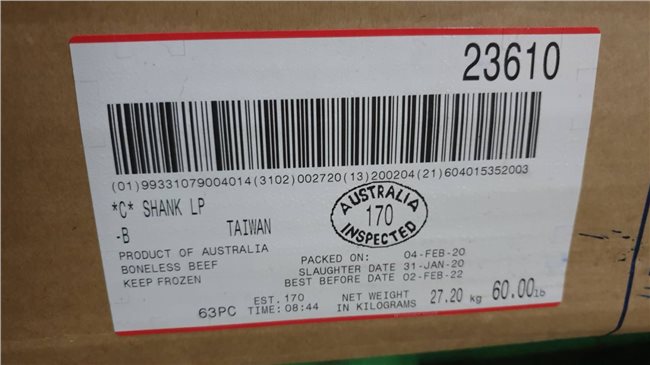 23610
(01)99331079004014(3102)002720(13)200204(21)604015352003
*C* SHANK LP
-B TAIWAN
AUSTRALIA
170
INSPECTED
PRODUCT OF AUSTRALIA
BONELESS BEEF
KEEP FROZEN
PACKED ON: 04-FEB-20
SLAUGHTER DATE 31-JAN-20
BEST BEFORE DATE 02-FEB-22
63PC
EST. 170
TIME: 08:44
NET WEIGHT
IN KILOGRAMS
27.20 kg 60.00lb